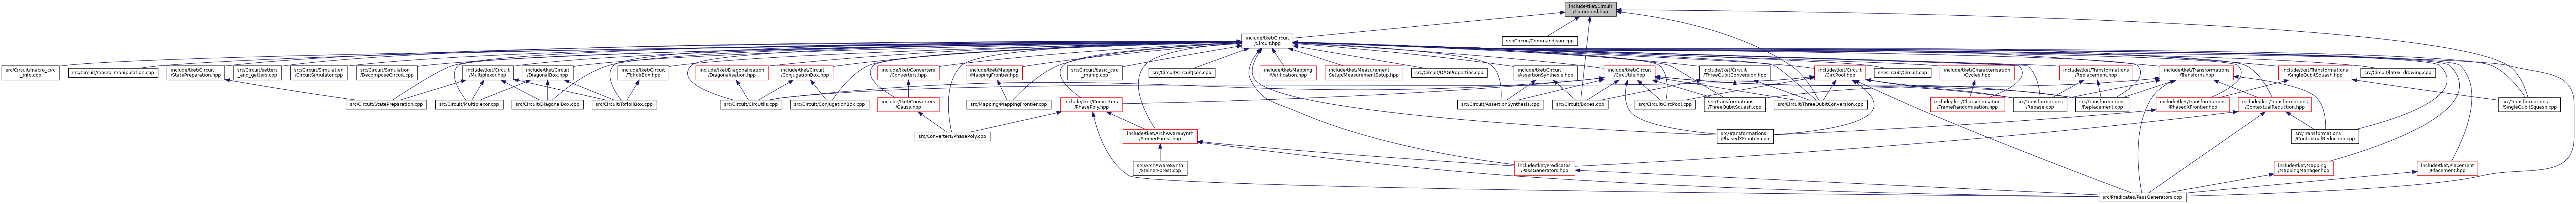 include/tket/Circuit
/Command.hpp
include/tket/Circuit
/Circuit.hpp
src/Circuit/CommandJson.cpp
src/Circuit/macro_circ
_info.cpp
src/Circuit/macro_manipulation.cpp
include/tket/Circuit
/StatePreparation.hpp
src/Circuit/setters
_and_getters.cpp
src/Circuit/Simulation
/CircuitSimulator.cpp
src/Circuit/Simulation
/DecomposeCircuit.cpp
include/tket/Circuit
/Multiplexor.hpp
include/tket/Circuit
/DiagonalBox.hpp
include/tket/Circuit
/ToffoliBox.hpp
include/tket/Diagonalisation
/Diagonalisation.hpp
include/tket/Circuit
/ConjugationBox.hpp
include/tket/Converters
/Converters.hpp
include/tket/Mapping
/MappingFrontier.hpp
src/Circuit/basic_circ
_manip.cpp
src/Circuit/CircuitJson.cpp
include/tket/Mapping
/Verification.hpp
include/tket/Measurement
Setup/MeasurementSetup.hpp
src/Circuit/DAGProperties.cpp
include/tket/Circuit
/AssertionSynthesis.hpp
include/tket/Circuit
/CircUtils.hpp
include/tket/Circuit
/ThreeQubitConversion.hpp
include/tket/Circuit
/CircPool.hpp
src/Circuit/Circuit.cpp
include/tket/Characterisation
/Cycles.hpp
include/tket/Transformations
/Replacement.hpp
include/tket/Transformations
/Transform.hpp
include/tket/Transformations
/SingleQubitSquash.hpp
src/Circuit/latex_drawing.cpp
src/Circuit/StatePreparation.cpp
src/Circuit/Multiplexor.cpp
src/Circuit/DiagonalBox.cpp
src/Circuit/ToffoliBox.cpp
src/Circuit/CircUtils.cpp
src/Circuit/ConjugationBox.cpp
include/tket/Converters
/Gauss.hpp
src/Mapping/MappingFrontier.cpp
include/tket/Converters
/PhasePoly.hpp
src/Circuit/AssertionSynthesis.cpp
src/Circuit/Boxes.cpp
src/Circuit/CircPool.cpp
src/Transformations
/ThreeQubitSquash.cpp
src/Circuit/ThreeQubitConversion.cpp
include/tket/Characterisation
/FrameRandomisation.hpp
src/Transformations
/Rebase.cpp
src/Transformations
/Replacement.cpp
include/tket/Transformations
/PhasedXFrontier.hpp
include/tket/Transformations
/ContextualReduction.hpp
src/Transformations
/SingleQubitSquash.cpp
src/Converters/PhasePoly.cpp
include/tket/ArchAwareSynth
/SteinerForest.hpp
src/Transformations
/PhasedXFrontier.cpp
src/Transformations
/ContextualReduction.cpp
src/ArchAwareSynth
/SteinerForest.cpp
include/tket/Predicates
/PassGenerators.hpp
include/tket/Mapping
/MappingManager.hpp
include/tket/Placement
/Placement.hpp
src/Predicates/PassGenerators.cpp